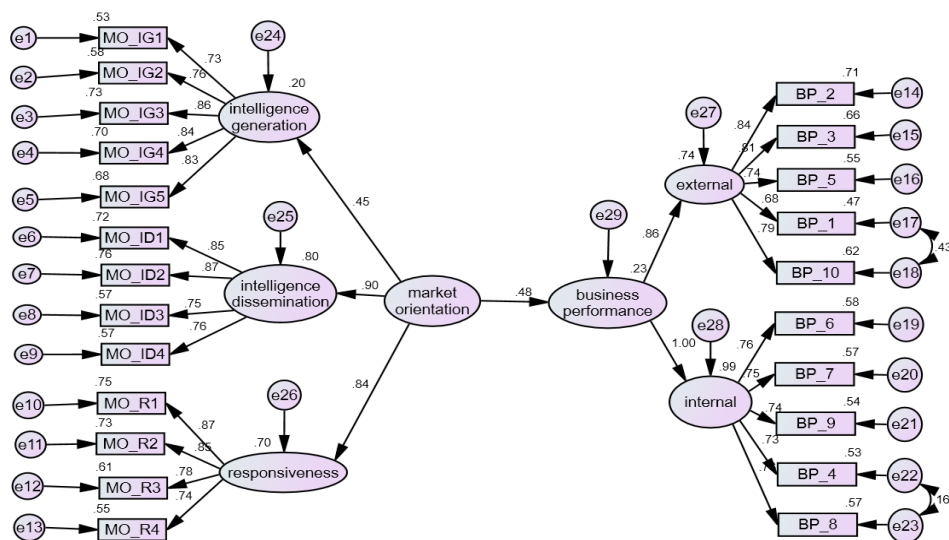 .53
e1
MO_IG1
.58
e2
MO_IG2
.73
e3
MO_IG3
.70
e4
MO_IG4
.68
e5
MO_IG5
.72
e6
MO_ID1
.76
e7
MO_ID2
.57
e8
MO_ID3
.57
e9
MO_ID4
.75
e10
MO_R1
.73
e11
MO_R2
.61
e12
MO_R3
.55
e13
MO_R4
.73
.76
.86
.84
.83
e24
.20
intelligence
generation
.85
.87
.75
.76
e25
.80
intelligence
dissemination
.87
.85
.78
.74
e26
.70
responsiveness
.45
.90
.84
market
orientation
.48
e29
.23
business
performance
.86
1.00
e27
.74
external
e28
.99
internal
.84
.81
.74
.68
.79
.76
.75
.74
.73
.71
BP_2
e14
.66
BP_3
e15
.55
BP_5
e16
.47
BP_1
e17
.43
.62
BP_10
e18
.58
BP_6
e19
.57
BP_7
e20
.54
BP_9
e21
.53
BP_4
e22
.16
.57
BP_8
e23